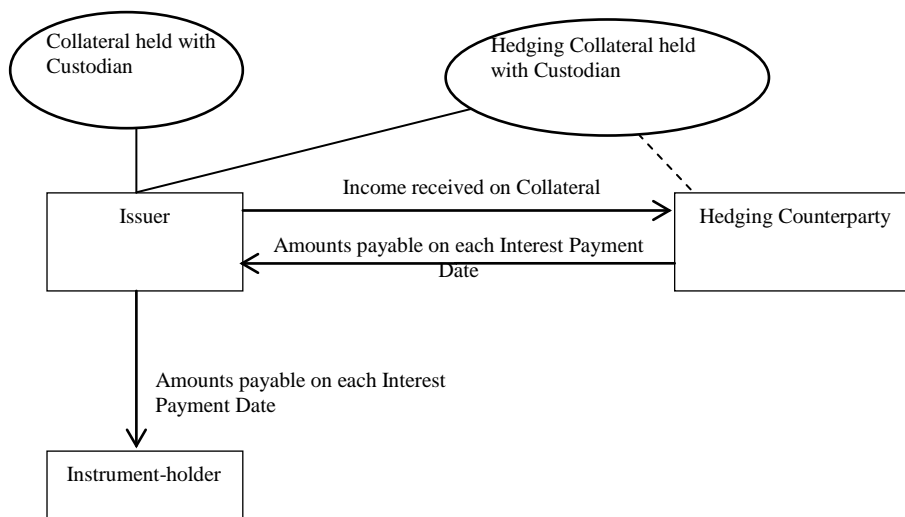 Collateral held with
Custodian
Hedging Collateral held
with Custodian
Income received on Collateral
Issuer
Hedging Counterparty
Amounts payable on each Interest Payment
Date
Amounts payable on each Interest
Payment Date
Instrument-holder